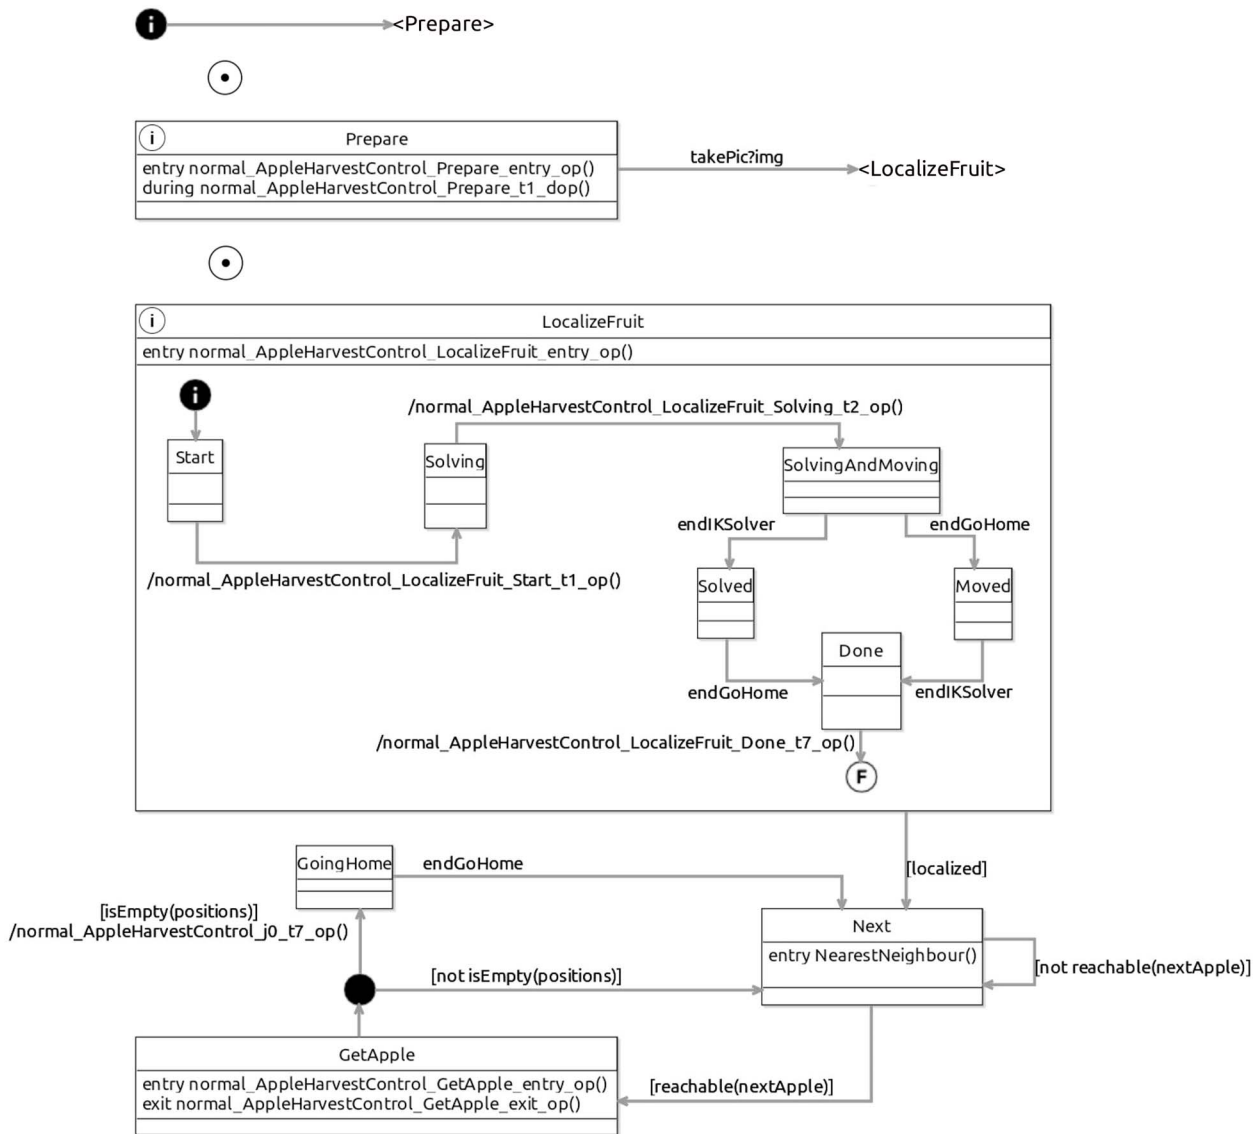 i
<Prepare>
i
Prepare
entry normal_AppleHarvestControl_Prepare_entry_op()
during normal_AppleHarvestControl_Prepare_t1_dop()
takePic?img
<LocalizeFruit>
i
LocalizeFruit
entry normal_AppleHarvestControl_LocalizeFruit_entry_op()
i
/normal_AppleHarvestControl_LocalizeFruit_Solving_t2_op()
Start
Solving
SolvingAndMoving
endIKSolver
endGoHome
/normal_AppleHarvestControl_LocalizeFruit_Start_t1_op()
Solved
Moved
Done
endGoHome
endIKSolver
/normal_AppleHarvestControl_LocalizeFruit_Done_t7_op()
F
GoingHome
endGoHome
[localized]
[isEmpty(positions)]
/normal_AppleHarvestControl_j0_t7_op()
Next
entry NearestNeighbour()
[not reachable(nextApple)]
[not isEmpty(positions)]
GetApple
entry normal_AppleHarvestControl_GetApple_entry_op()
exit normal_AppleHarvestControl_GetApple_exit_op()
[reachable(nextApple)]